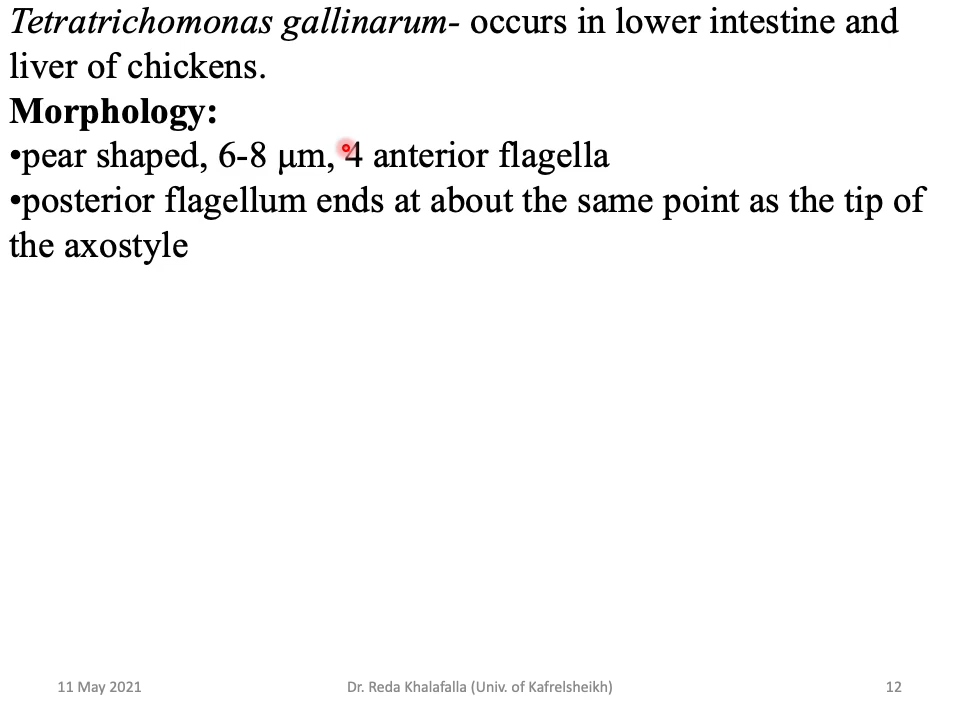 Tetratrichomonas gallinarum- occurs in lower intestine and
liver of chickens.
Morphology:
•pear shaped, 6-8 μm, 4 anterior flagella
•posterior flagellum ends at about the same point as the tip of
the axostyle
11 May 2021
Dr. Reda Khalafalla (Univ. of Kafrelsheikh)
12